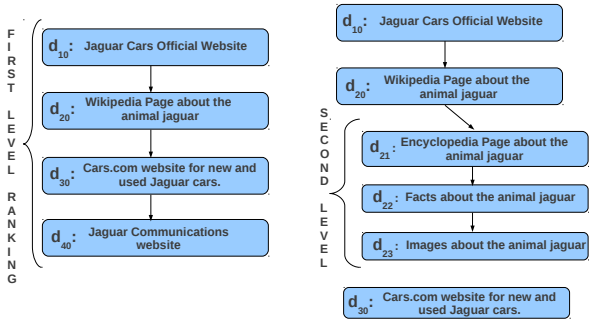 FIRST LEVEL RANKING
d10: Jaguar Cars Official Website
d20: Wikipedia Page about the
animal jaguar
d30: Cars.com website for new and
used Jaguar cars.
d40: Jaguar Communications
website
d10: Jaguar Cars Official Website
d20: Wikipedia Page about the
animal jaguar
SECOND LEVEL
d21: Encyclopedia Page about the
animal jaguar
d22: Facts about the animal jaguar
d23: Images about the animal jaguar
d30: Cars.com website for new and
used Jaguar cars.